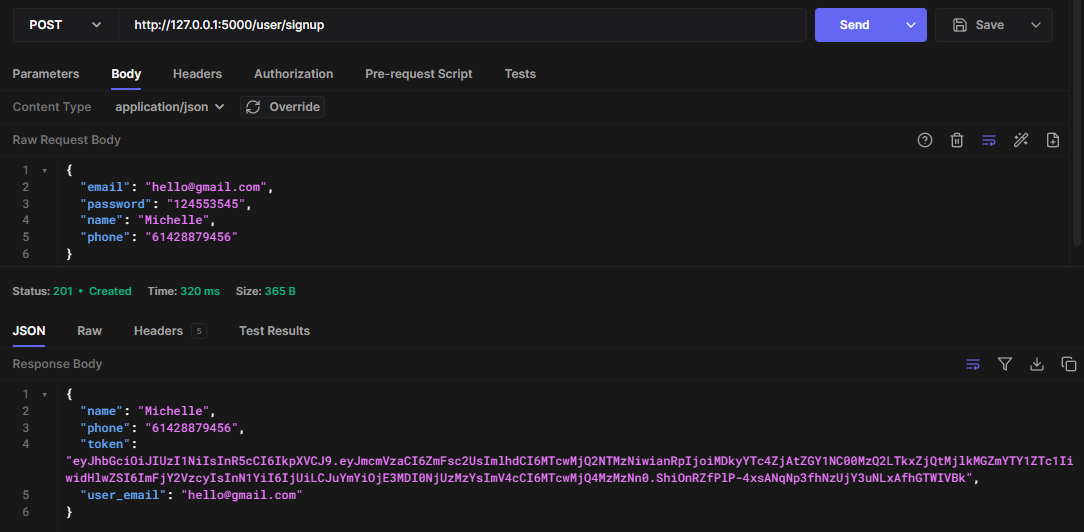 POST http://127.0.0.1:5000/user/signup Send Save
Parameters Body Headers Authorization Pre-request Script Tests
Content Type application/json Override
Raw Request Body
1 {
2 "email": "hello@gmail.com",
3 "password": "124553545",
4 "name": "Michelle",
5 "phone": "61428879456"
6 }
Status: 201 • Created Time: 320 ms Size: 365 B
JSON Raw Headers 5 Test Results
Response Body
1 {
2 "name": "Michelle",
3 "phone": "61428879456",
4 "token":
"eyJhbGciOiJIUzI1NiIsInR5cCI6IkpXVCJ9.eyJmcmVzaCI6ZmFsc2UsImlhdCI6MTcwMjQ2NTMzNiwianRpIjoiMDkyYTc4ZjAtZGY1NC00MzQ2LTkxZjQtMjlkMGZmYTY1ZTc1Ii
widHlwZSI6ImFjY2VzcyIsInN1YiI6IjUiLCJuYmYiOjE3MDI0NjUzMzYsImV4cCI6MTcwMjQ4MzMzNn0.ShiOnRZfPlP-4xsANqNp3fhNzUjY3uNLxAfhGTWIVBk",
5 "user_email": "hello@gmail.com"
6 }